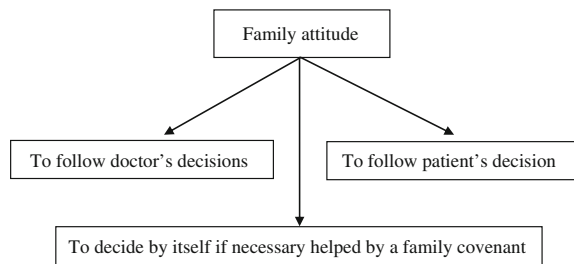 Family attitude
To follow doctor's decisions
To follow patient's decision
To decide by itself if necessary helped by a family covenant